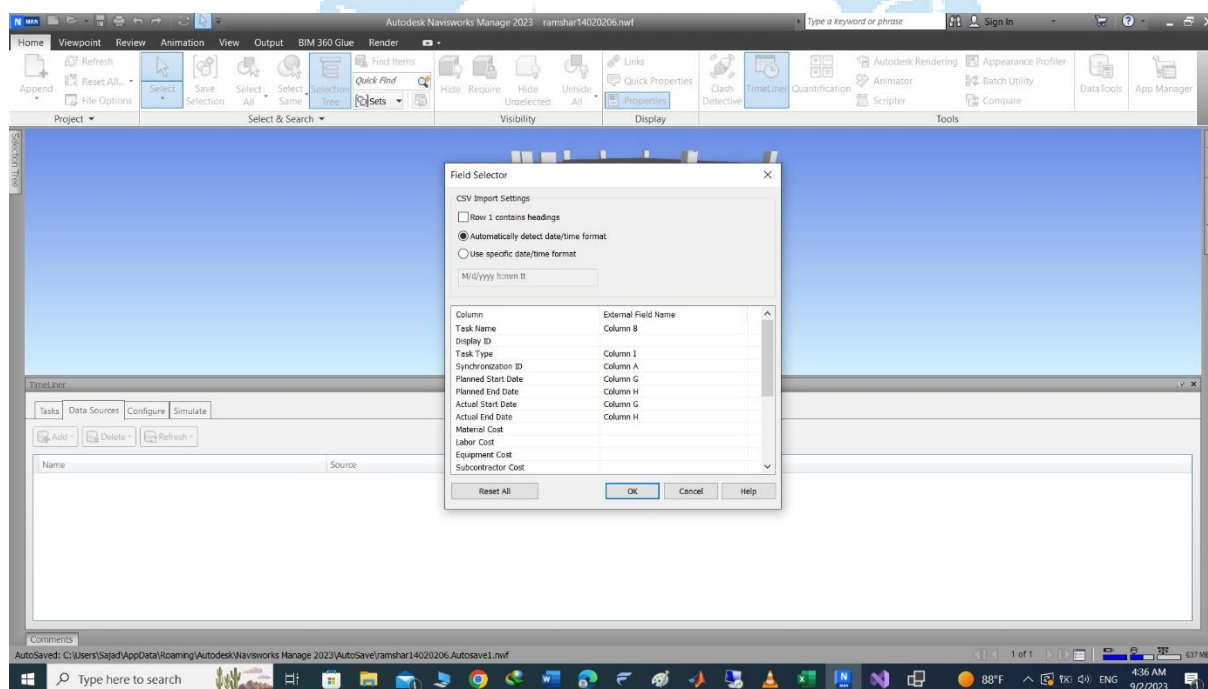 N MAN
Autodesk Navisworks Manage 2023 ramshar14020206.nwf
Type a keyword or phrase
Sign In
Home Viewpoint Review Animation View Output BIM 360 Glue Render
Append
Refresh
Reset All...
File Options
Select
Save Selection
Select All
Select Same
Selection Tree
Find Items
Quick Find
Sets
Hide
Require
Hide Unselected
Unhide All
Links
Quick Properties
Properties
Clash Detective
TimeLiner
Quantification
Autodesk Rendering
Animator
Scripter
Appearance Profiler
Batch Utility
Compare
DataTools
App Manager
Project
Select & Search
Visibility
Display
Tools
Selection Tree
Field Selector
CSV Import Settings
Row 1 contains headings
Automatically detect date/time format
Use specific date/time format
M/d/yyyy h:mm tt
Column External Field Name
Task Name Column B
Display ID
Task Type Column I
Synchronization ID Column A
Planned Start Date Column G
Planned End Date Column H
Actual Start Date Column G
Actual End Date Column H
Material Cost
Labor Cost
Equipment Cost
Subcontractor Cost
Reset All OK Cancel Help
TimeLiner
Tasks Data Sources Configure Simulate
Add Delete Refresh
Name Source
Comments
AutoSaved: C:\Users\Sajad\AppData\Roaming\Autodesk\Navisworks Manage 2023\AutoSave\ramshar14020206.Autosave1.nwf
1 of 1
637 ME
Type here to search
88°F
ENG
4:36 AM
9/2/2023